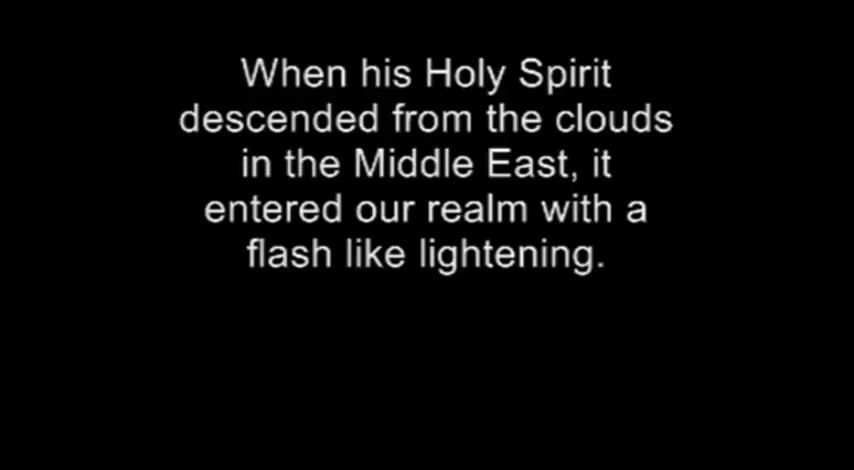 When his Holy Spirit
descended from the clouds
in the Middle East, it
entered our realm with a
flash like lightening.